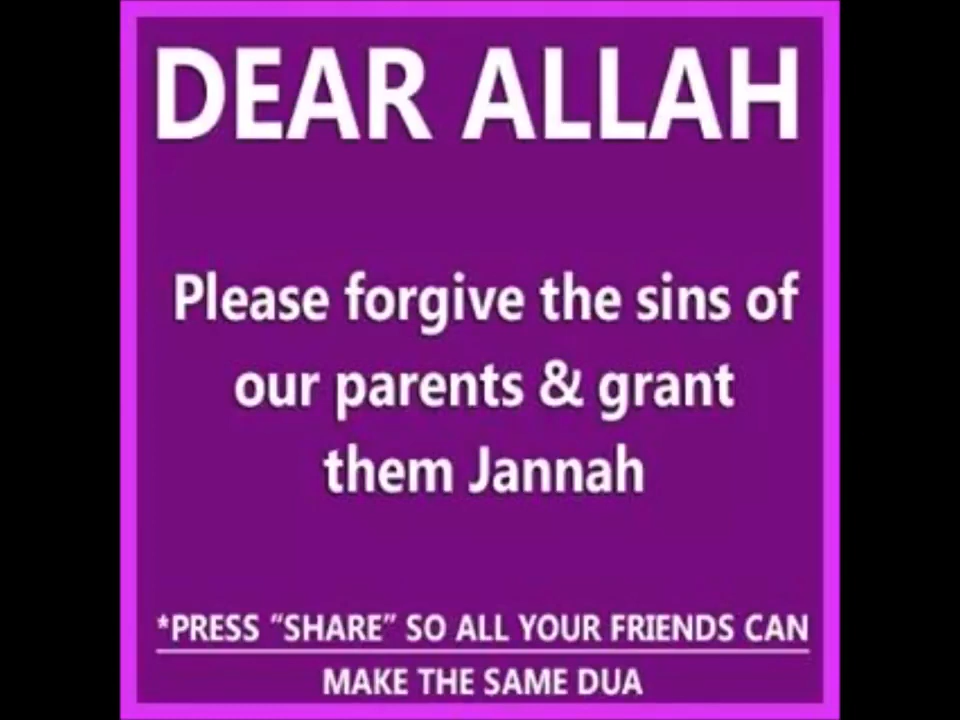 DEAR ALLAH
Please forgive the sins of
our parents & grant
them Jannah
*PRESS “SHARE” SO ALL YOUR FRIENDS CAN
MAKE THE SAME DUA